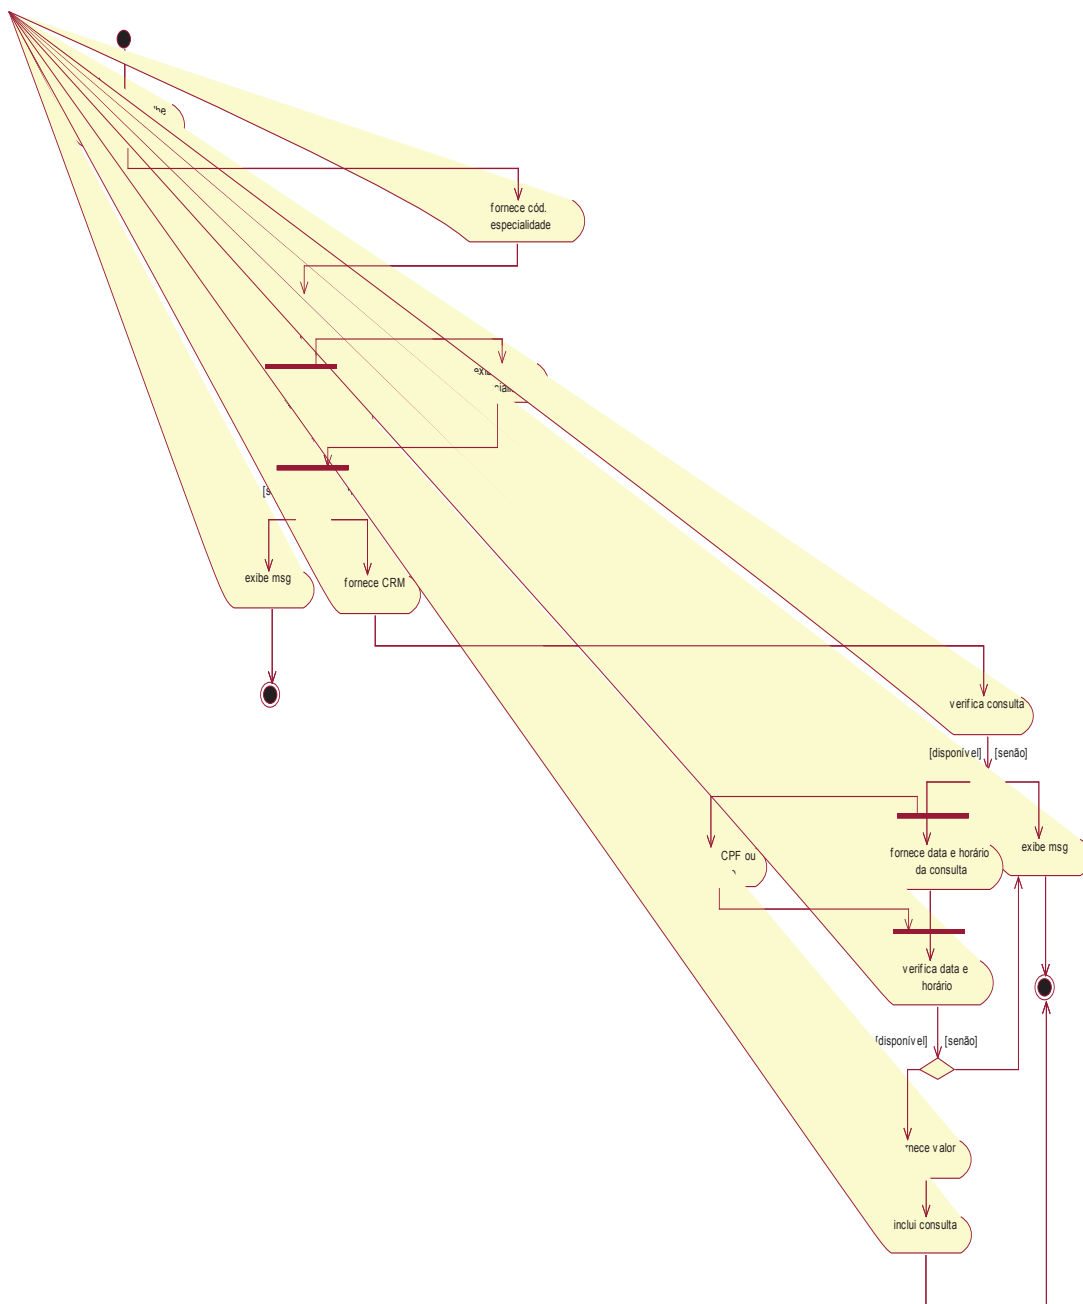 fornece cód.
especialidade
exibe msg
fornece CRM
verifica consulta
[disponível] [senão]
exibe msg
CPF ou
fornece data e horário
da consulta
verifica data e
horário
[disponível] [senão]
valor
inclui consulta